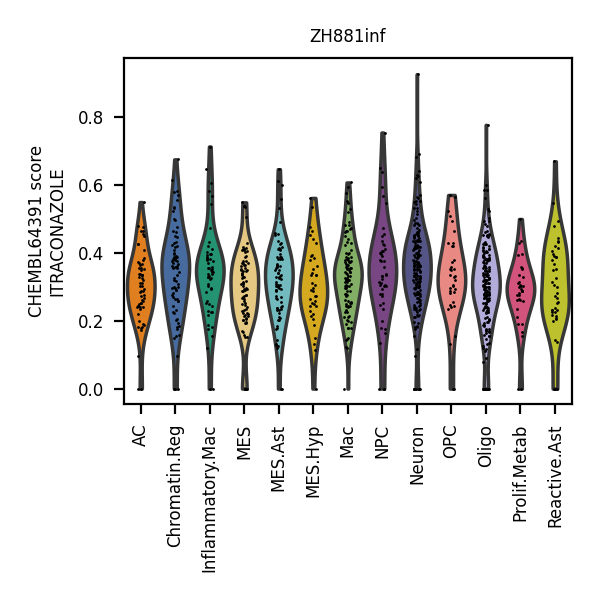 ZH881inf
CHEMBL64391 score
ITRACONAZOLE
0.8
0.6
0.4
0.2
0.0
AC
Chromatin.Reg
Inflammatory.Mac
MES
MES.Ast
MES.Hyp
Mac
NPC
Neuron
OPC
Oligo
Prolif.Metab
Reactive.Ast